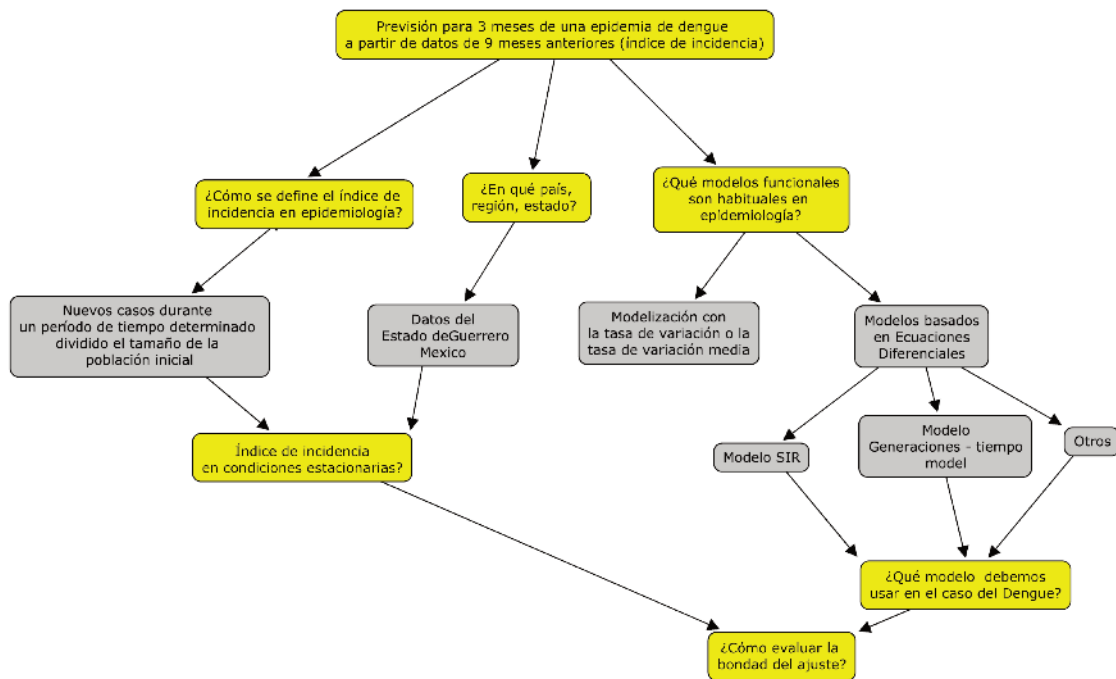 Previsión para 3 meses de una epidemia de dengue
a partir de datos de 9 meses anteriores (índice de incidencia)
¿Cómo se define el índice de
incidencia en epidemiología?
¿En qué país,
región, estado?
¿Qué modelos funcionales
son habituales en
epidemiología?
Nuevos casos durante
un período de tiempo determinado
dividido el tamaño de la
población inicial
Datos del
Estado deGuerrero
Mexico
Modelización con
la tasa de variación o la
tasa de variación media
Modelos basados
en Ecuaciones
Diferenciales
Índice de incidencia
en condiciones estacionarias?
Modelo SIR
Modelo
Generaciones - tiempo
model
Otros
¿Qué modelo debemos
usar en el caso del Dengue?
¿Cómo evaluar la
bondad del ajuste?